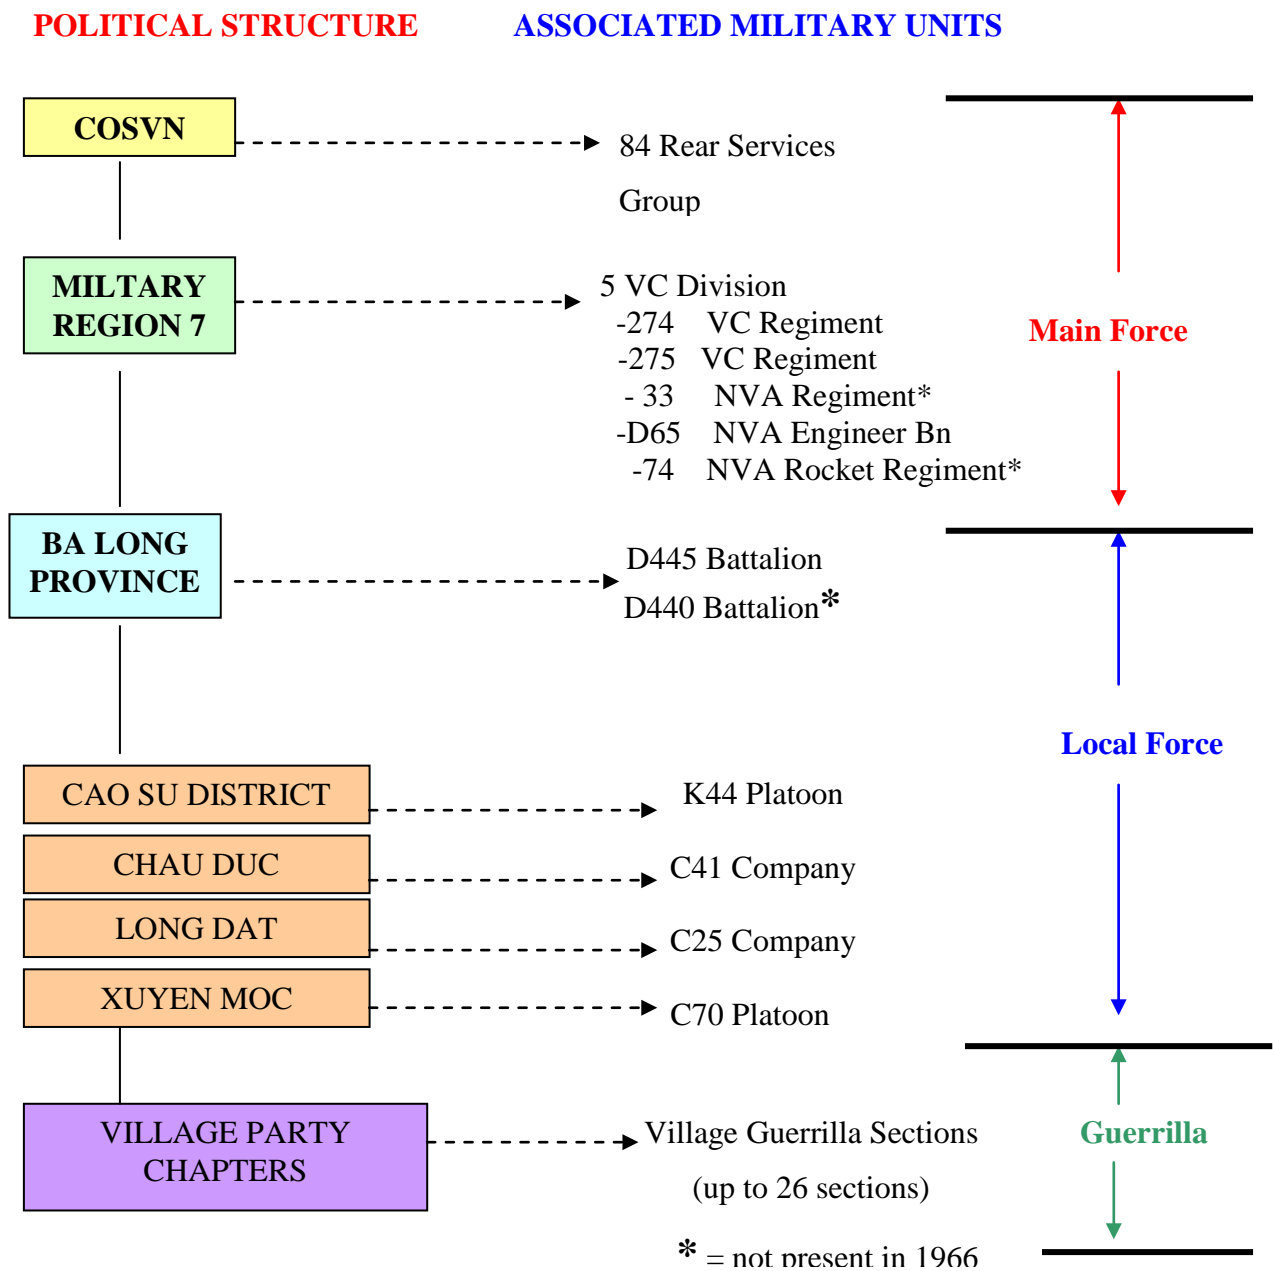 POLITICAL STRUCTURE ASSOCIATED MILITARY UNITS
COSVN
84 Rear Services
Group
MILTARY
REGION 7
5 VC Division
-274 VC Regiment
-275 VC Regiment
- 33 NVA Regiment*
-D65 NVA Engineer Bn
-74 NVA Rocket Regiment*
Main Force
BA LONG
PROVINCE
D445 Battalion
D440 Battalion*
Local Force
CAO SU DISTRICT
K44 Platoon
CHAU DUC
C41 Company
LONG DAT
C25 Company
XUYEN MOC
C70 Platoon
VILLAGE PARTY
CHAPTERS
Village Guerrilla Sections
(up to 26 sections)
Guerrilla
* = not present in 1966